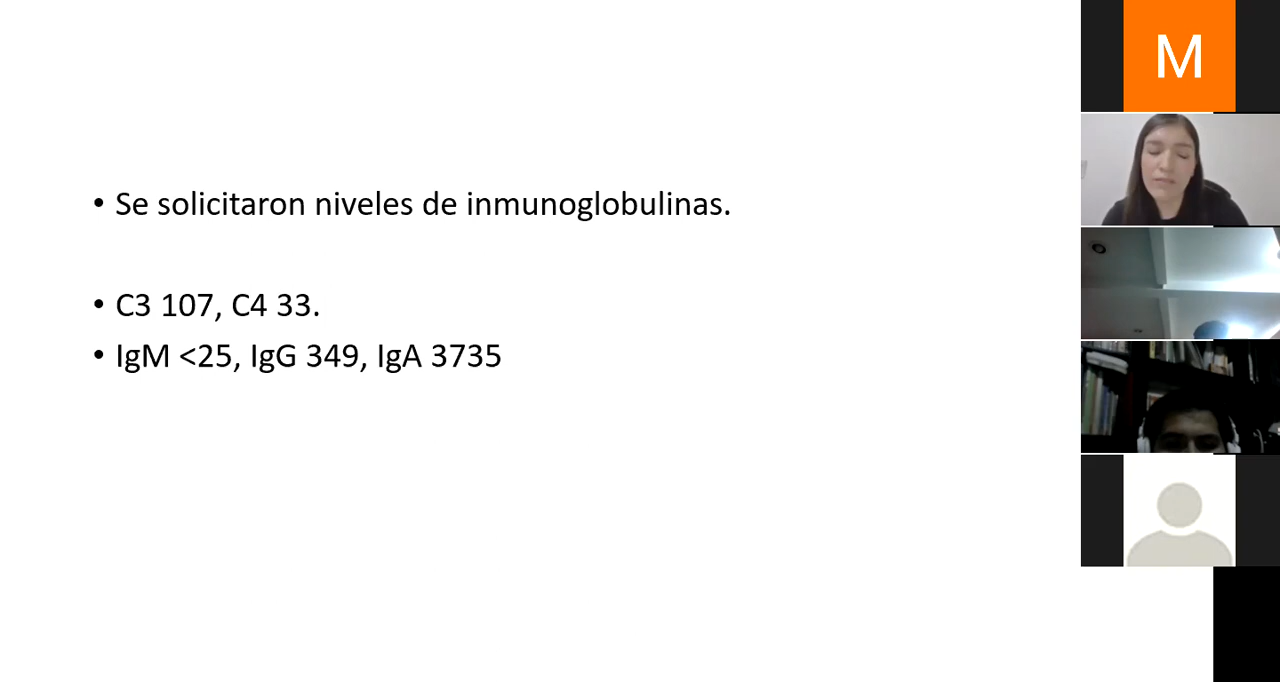 • Se solicitaron niveles de inmunoglobulinas.
• C3 107, C4 33.
• IgM <25, IgG 349, IgA 3735
M